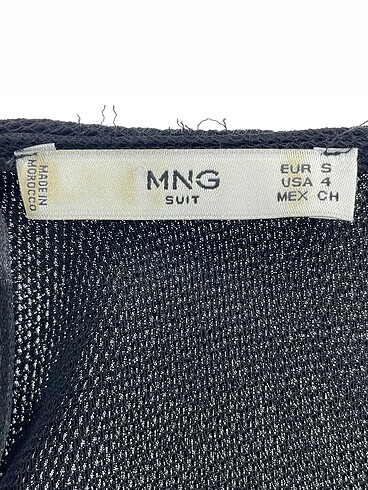 MADE IN
MOROCCO
MNG
SUIT
EUR S
USA 4
MEX CH